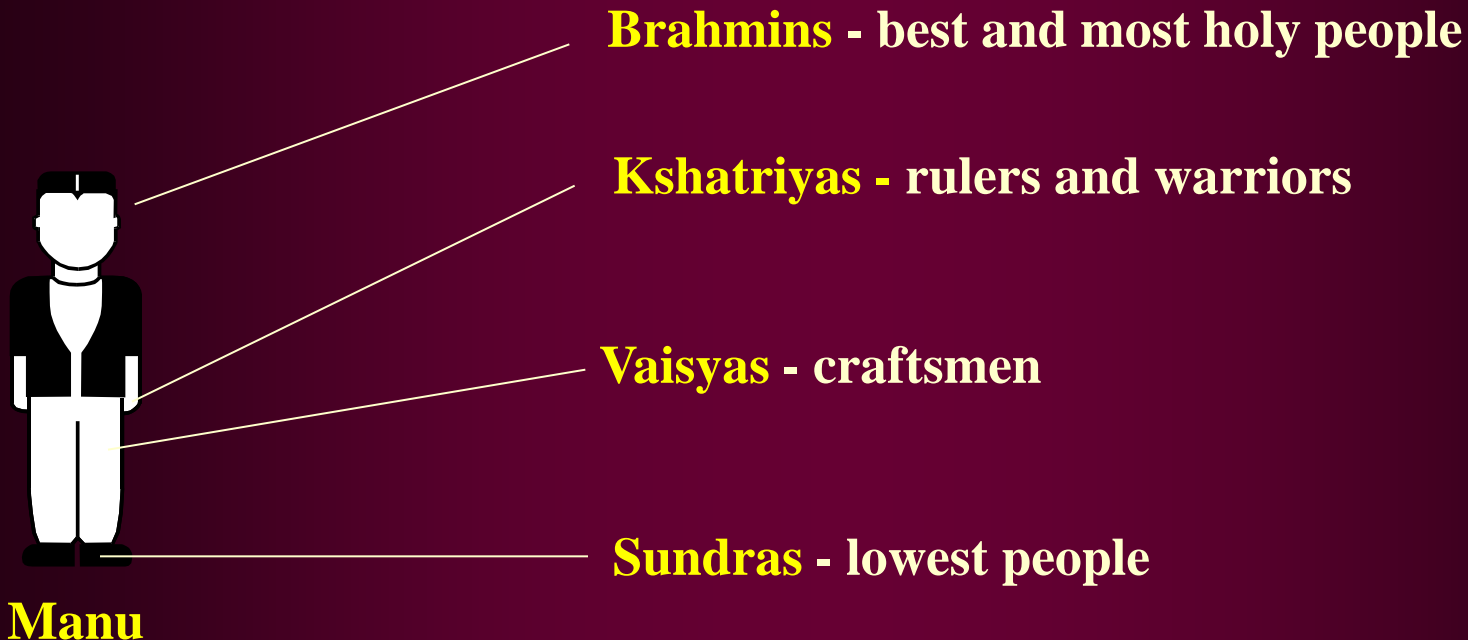 Brahmins - best and most holy people
Kshatriyas - rulers and warriors
Vaisyas - craftsmen
Sundras - lowest people
Manu